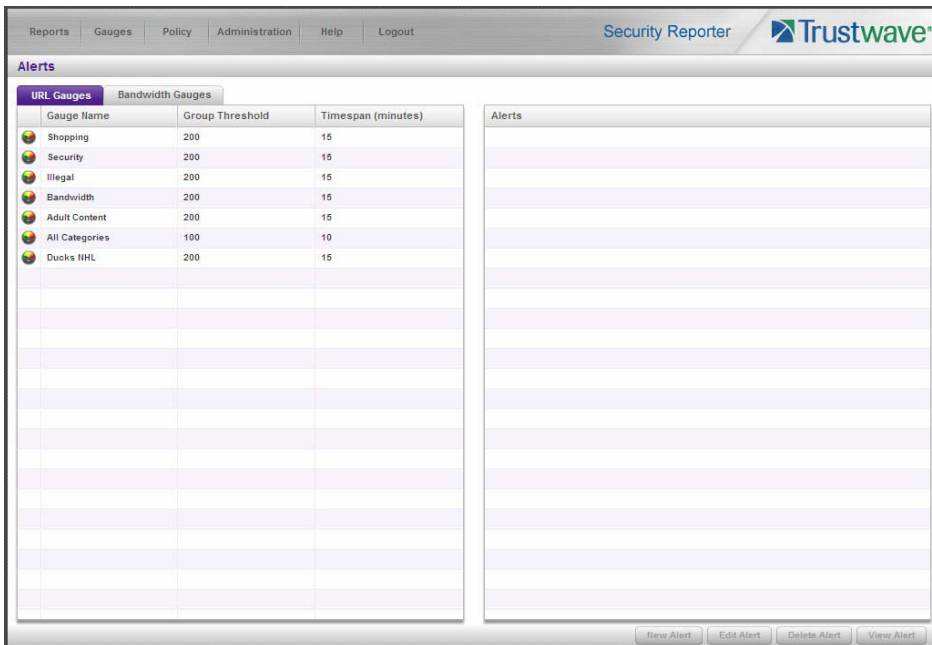 Reports Gauges Policy Administration Help Logout Security Reporter Trustwave
Alerts
URL Gauges Bandwidth Gauges
Gauge Name Group Threshold Timespan (minutes) Alerts
Shopping 200 15
Security 200 15
Illegal 200 15
Bandwidth 200 15
Adult Content 200 15
All Categories 100 10
Ducks NHL 200 15
New Alert Edit Alert Delete Alert View Alert